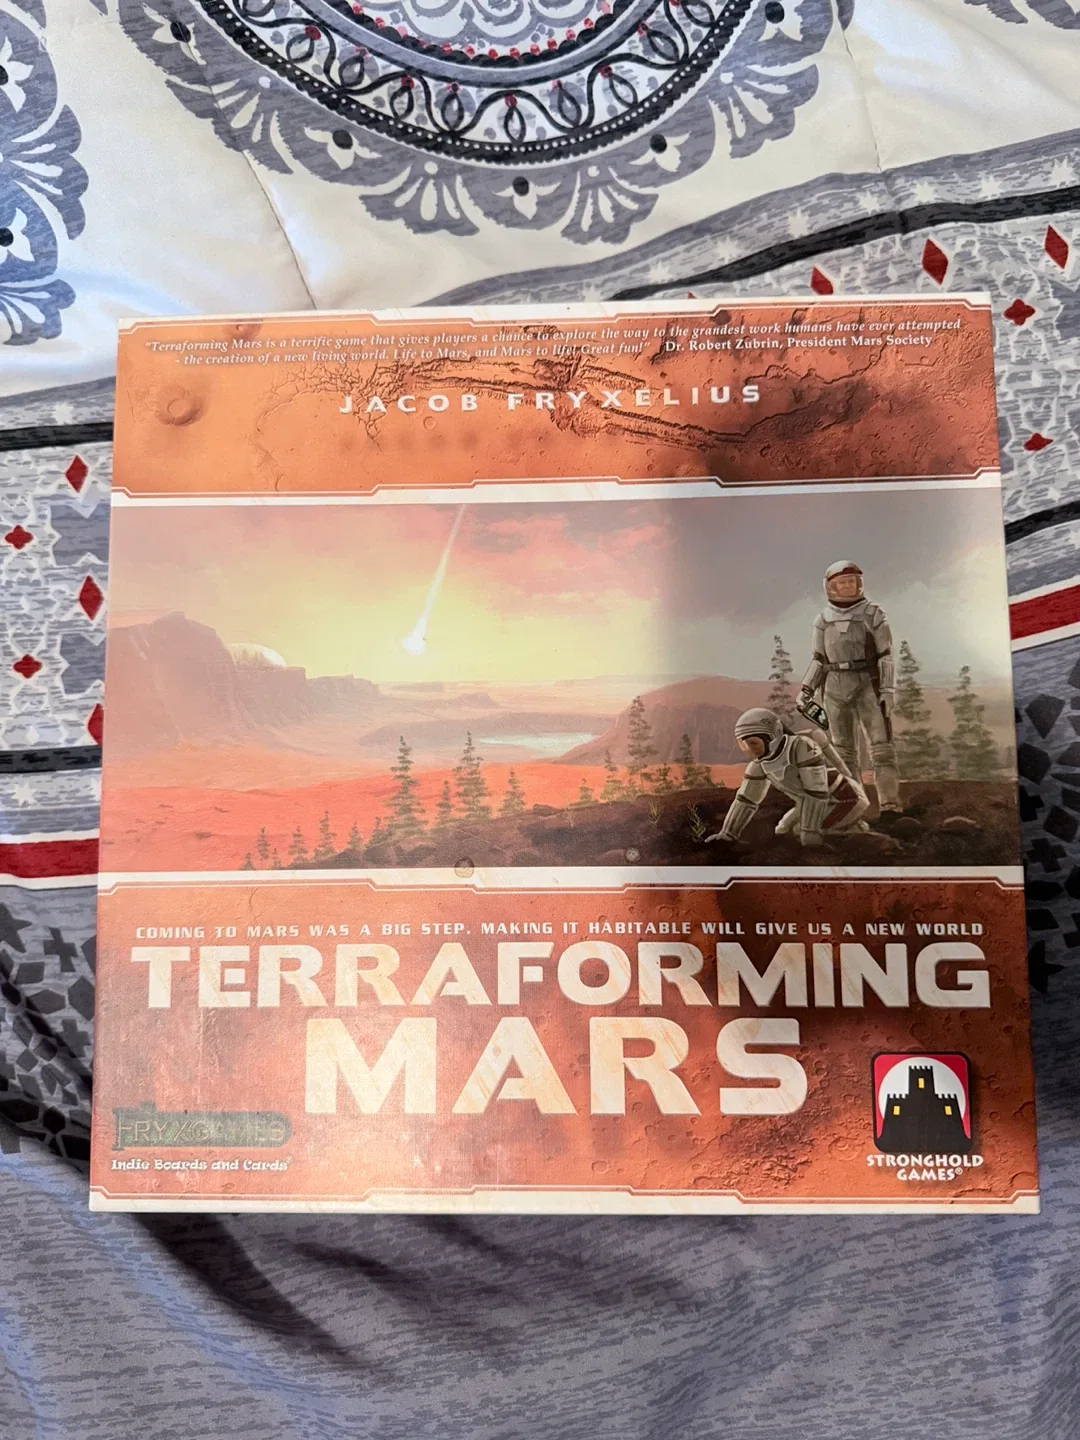 "Terraforming Mars is a terrific game that gives players a chance to explore the way to the grandest work humans have ever attempted
- the creation of a new living world. Life to Mars, and Mars to life! Great fun!" Dr. Robert Zubrin, President Mars Society
JACOB FRYXELIUS
COMING TO MARS WAS A BIG STEP. MAKING IT HABITABLE WILL GIVE US A NEW WORLD
TERRAFORMING
MARS
FRYXGAMES
Indie Boards and Cards®
STRONGHOLD
GAMES®